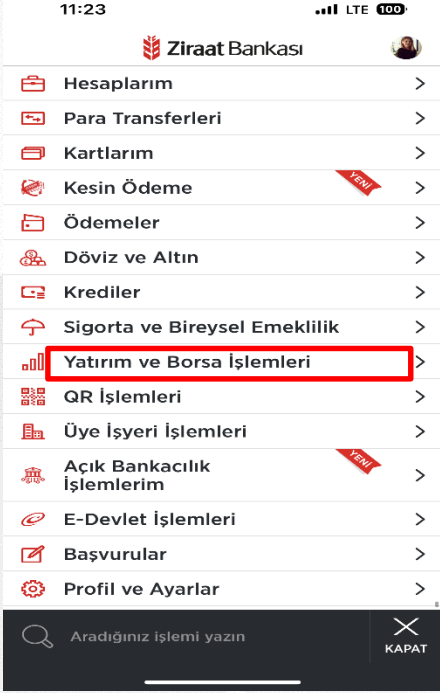 11:23 LTE 100
Ziraat Bankası
Hesaplarım
Para Transferleri
Kartlarım
Kesin Ödeme YENİ
Ödemeler
Döviz ve Altın
Krediler
Sigorta ve Bireysel Emeklilik
Yatırım ve Borsa İşlemleri
QR İşlemleri
Üye İşyeri İşlemleri
Açık Bankacılık YENİ
İşlemlerim
E-Devlet İşlemleri
Başvurular
Profil ve Ayarlar
Aradığınız işlemi yazın
KAPAT